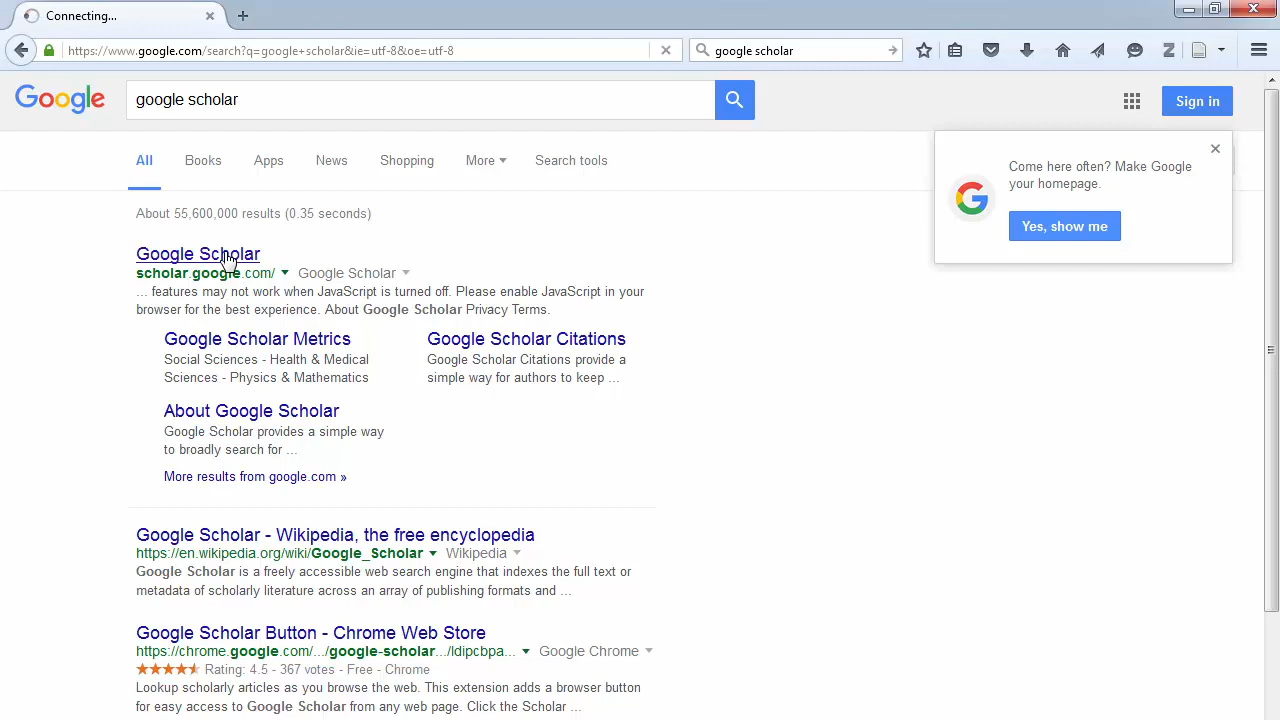 Connecting...
https://www.google.com/search?q=google+scholar&ie=utf-8&oe=utf-8
google scholar
Google
google scholar
Sign in
All Books Apps News Shopping More Search tools
Come here often? Make Google
your homepage.
Yes, show me
About 55,600,000 results (0.35 seconds)
Google Scholar
scholar.google.com/ Google Scholar
... features may not work when JavaScript is turned off. Please enable JavaScript in your
browser for the best experience. About Google Scholar Privacy Terms.
Google Scholar Metrics
Social Sciences - Health & Medical
Sciences - Physics & Mathematics
Google Scholar Citations
Google Scholar Citations provide a
simple way for authors to keep ...
About Google Scholar
Google Scholar provides a simple way
to broadly search for ...
More results from google.com »
Google Scholar - Wikipedia, the free encyclopedia
https://en.wikipedia.org/wiki/Google_Scholar Wikipedia
Google Scholar is a freely accessible web search engine that indexes the full text or
metadata of scholarly literature across an array of publishing formats and ...
Google Scholar Button - Chrome Web Store
https://chrome.google.com/.../google-scholar.../ldipcbpa... Google Chrome
Rating: 4.5 - 367 votes - Free - Chrome
Lookup scholarly articles as you browse the web. This extension adds a browser button
for easy access to Google Scholar from any web page. Click the Scholar ...